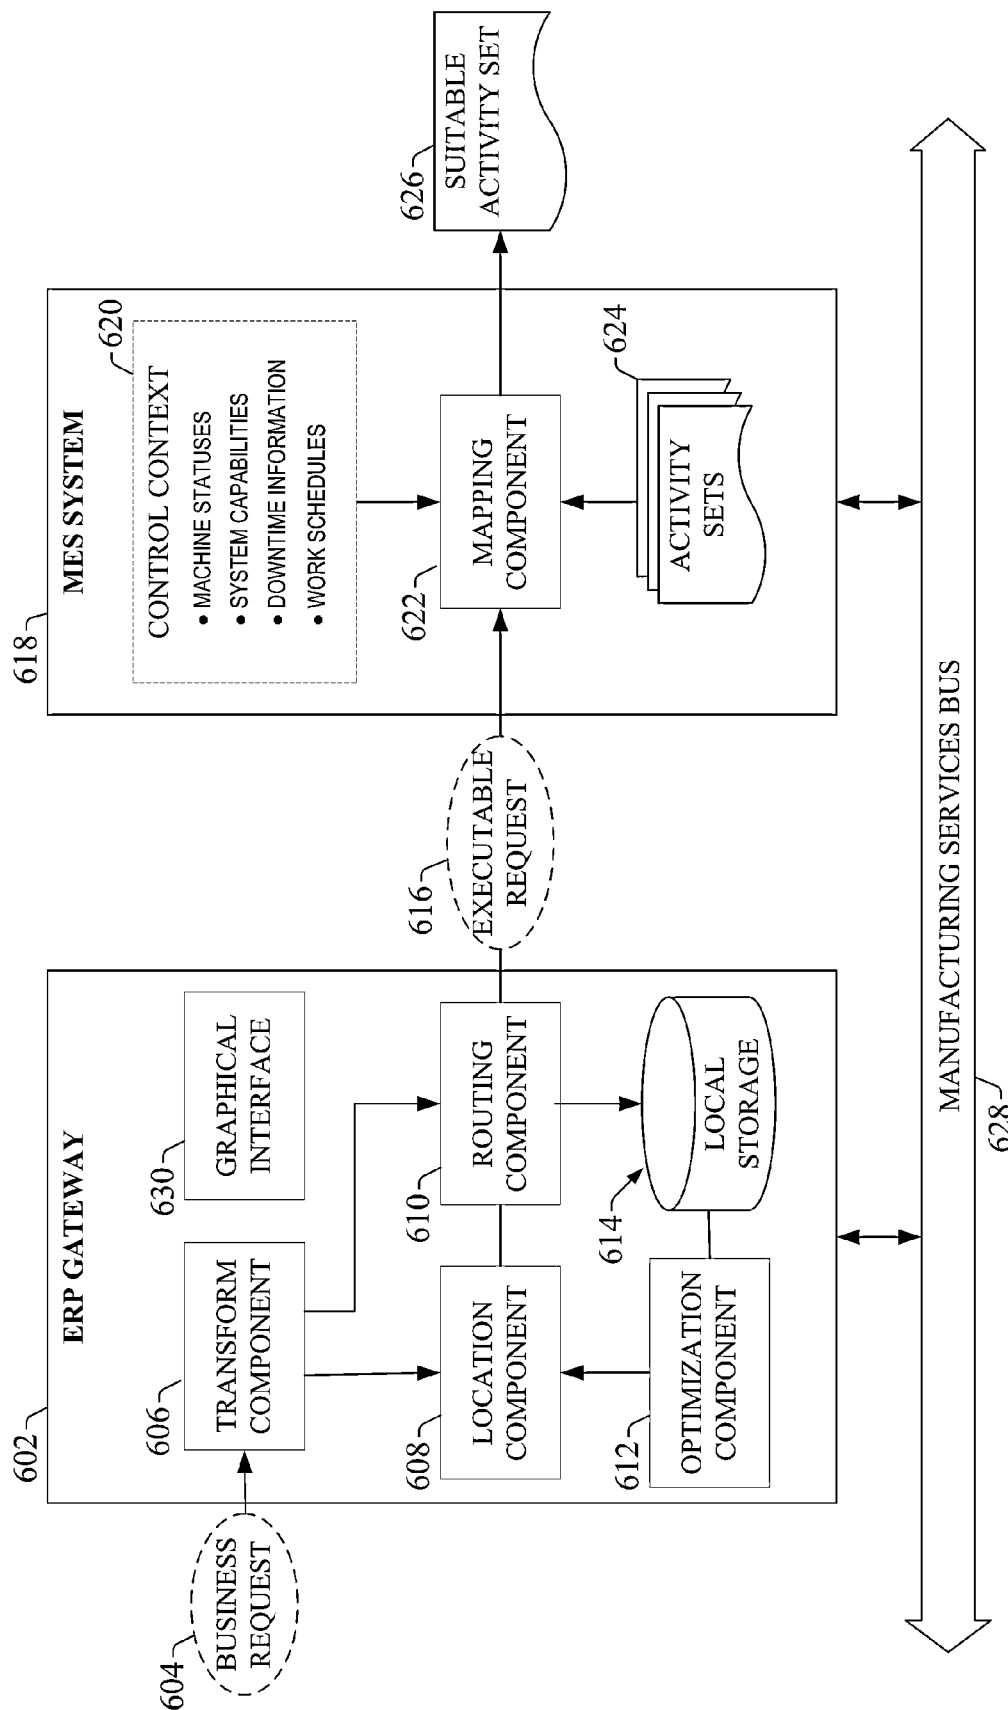 602
ERP GATEWAY
604
BUSINESS
REQUEST
606
TRANSFORM
COMPONENT
630
GRAPHICAL
INTERFACE
608
LOCATION
COMPONENT
610
ROUTING
COMPONENT
612
OPTIMIZATION
COMPONENT
614
LOCAL
STORAGE
616
EXECUTABLE
REQUEST
618
MES SYSTEM
620
CONTROL CONTEXT
• MACHINE STATUSES
• SYSTEM CAPABILITIES
• DOWNTIME INFORMATION
• WORK SCHEDULES
622
MAPPING
COMPONENT
624
ACTIVITY
SETS
626
SUITABLE
ACTIVITY SET
MANUFACTURING SERVICES BUS
628